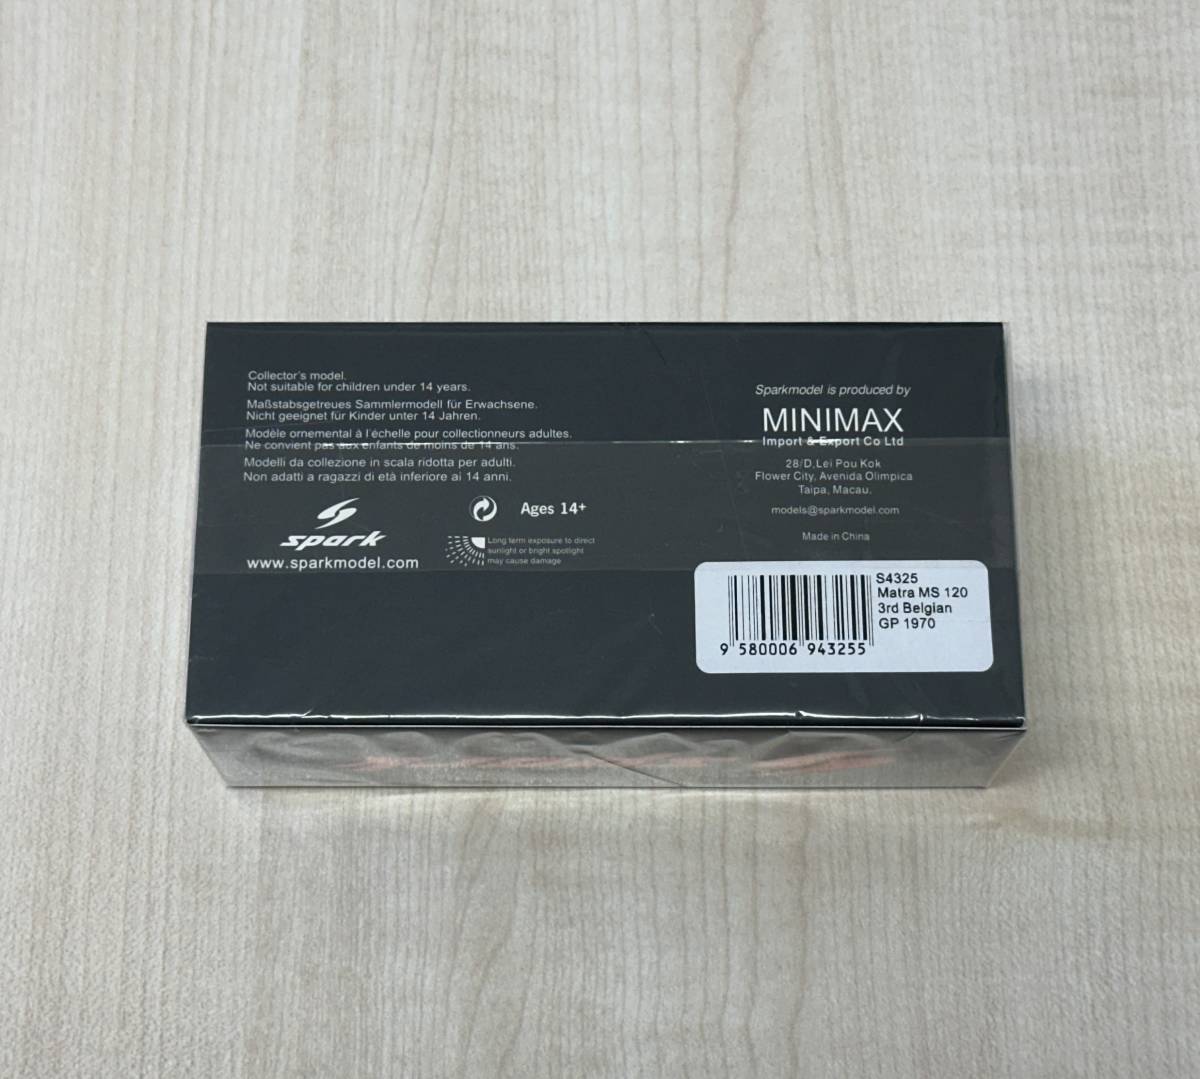 Collector's model.
Not suitable for children under 14 years.
Maßstabsgetreues Sammlermodell für Erwachsene.
Nicht geeignet für Kinder unter 14 Jahren.
Modèle ornemental à l'échelle pour collectionneurs adultes.
Ne convient pas aux enfants de moins de 14 ans.
Modelli da collezione in scala ridotta per adulti.
Non adatti a ragazzi di età inferiore ai 14 anni.
Ages 14+
spark
www.sparkmodel.com
Long term exposure to direct
sunlight or bright spotlight
may cause damage
Sparkmodel is produced by
MINIMAX
Import & Export Co Ltd
28/D,Lei Pou Kok
Flower City, Avenida Olimpica
Taipa, Macau.
models@sparkmodel.com
Made in China
S4325
Matra MS 120
3rd Belgian
GP 1970
9 580006 943255